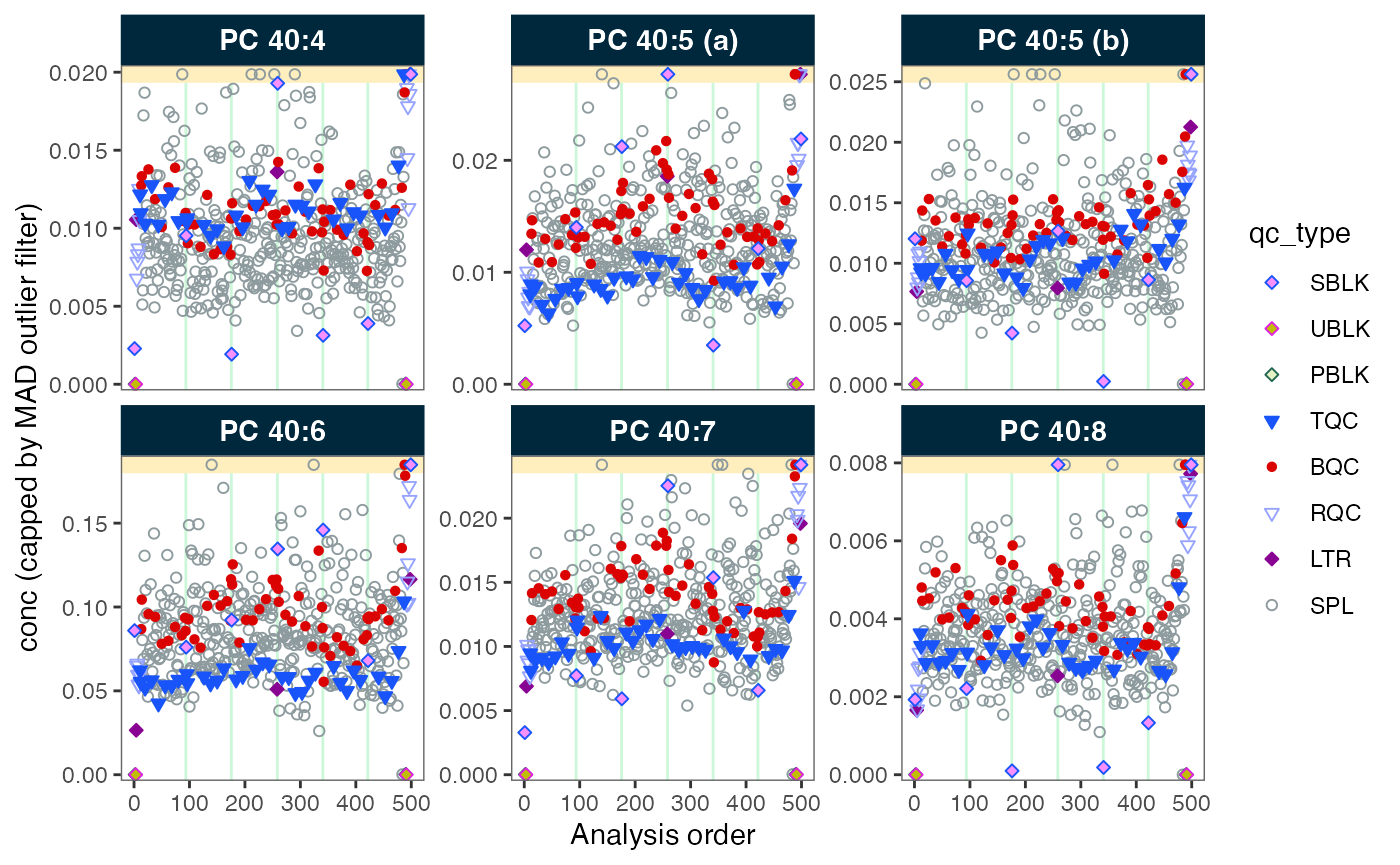 PC 40:4
PC 40:5 (a)
PC 40:5 (b)
0.020
0.015
0.010
0.005
0.000
0.02
0.01
0.00
0.025
0.020
0.015
0.010
0.005
0.000
conc (capped by MAD outlier filter)
PC 40:6
PC 40:7
PC 40:8
0.15
0.10
0.05
0.00
0.020
0.015
0.010
0.005
0.000
0.008
0.006
0.004
0.002
0.000
0 100 200 300 400 500
0 100 200 300 400 500
0 100 200 300 400 500
Analysis order
qc_type
SBLK
UBLK
PBLK
TQC
BQC
RQC
LTR
SPL